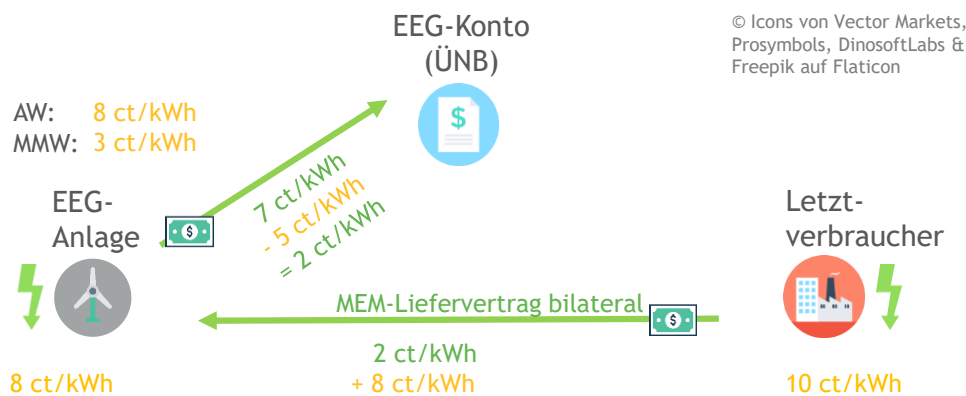 EEG-Konto
(ÜNB)
© Icons von Vector Markets,
Prosymbols, DinosoftLabs &
Freepik auf Flaticon
AW: 8 ct/kWh
MMW: 3 ct/kWh
7 ct/kWh
- 5 ct/kWh
= 2 ct/kWh
EEG-
Anlage
Letzt-
verbraucher
MEM-Liefervertrag bilateral
2 ct/kWh
+ 8 ct/kWh
8 ct/kWh
10 ct/kWh